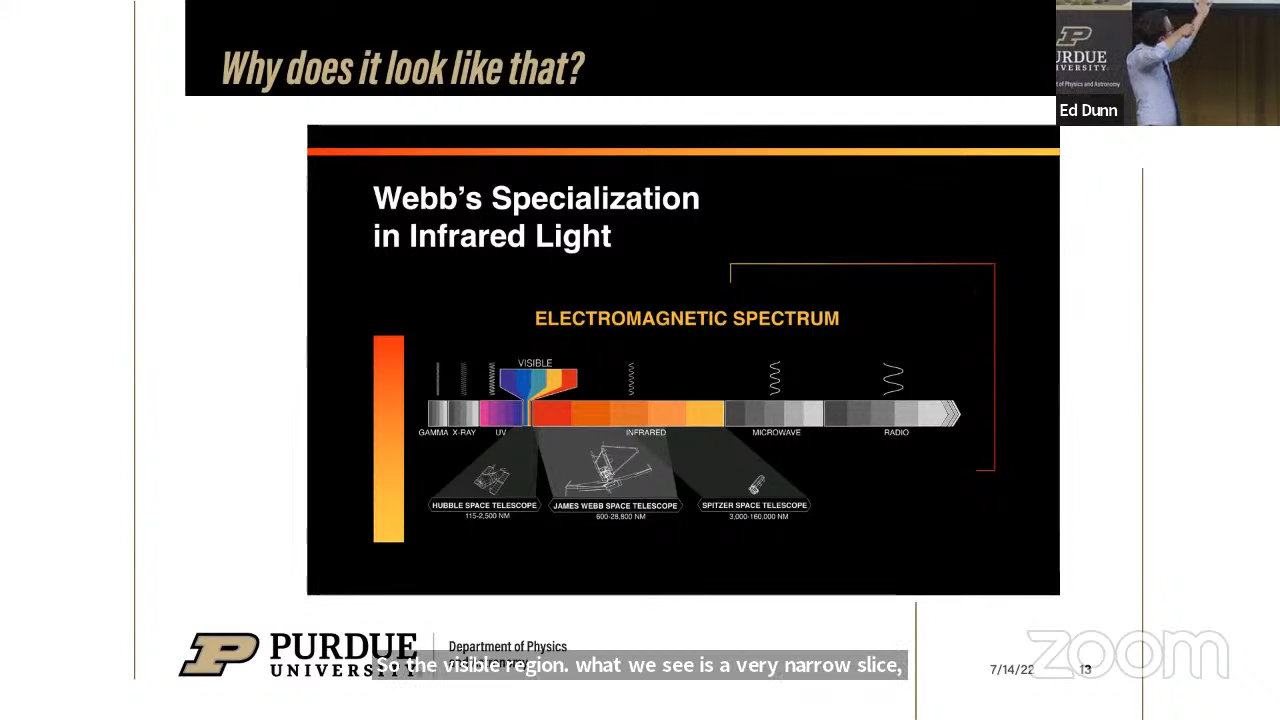 Why does it look like that?
P
PURDUE
UNIVERSITY
Department of Physics and Astronomy
Ed Dunn
Webb's Specialization
in Infrared Light
ELECTROMAGNETIC SPECTRUM
VISIBLE
GAMMA X-RAY UV INFRARED MICROWAVE RADIO
HUBBLE SPACE TELESCOPE
115-2,500 NM
JAMES WEBB SPACE TELESCOPE
600-28,800 NM
SPITZER SPACE TELESCOPE
3,000-160,000 NM
P PURDUE
UNIVERSITY
Department of Physics
So the visible region. what we see is a very narrow slice,
7/14/22
13
zoom